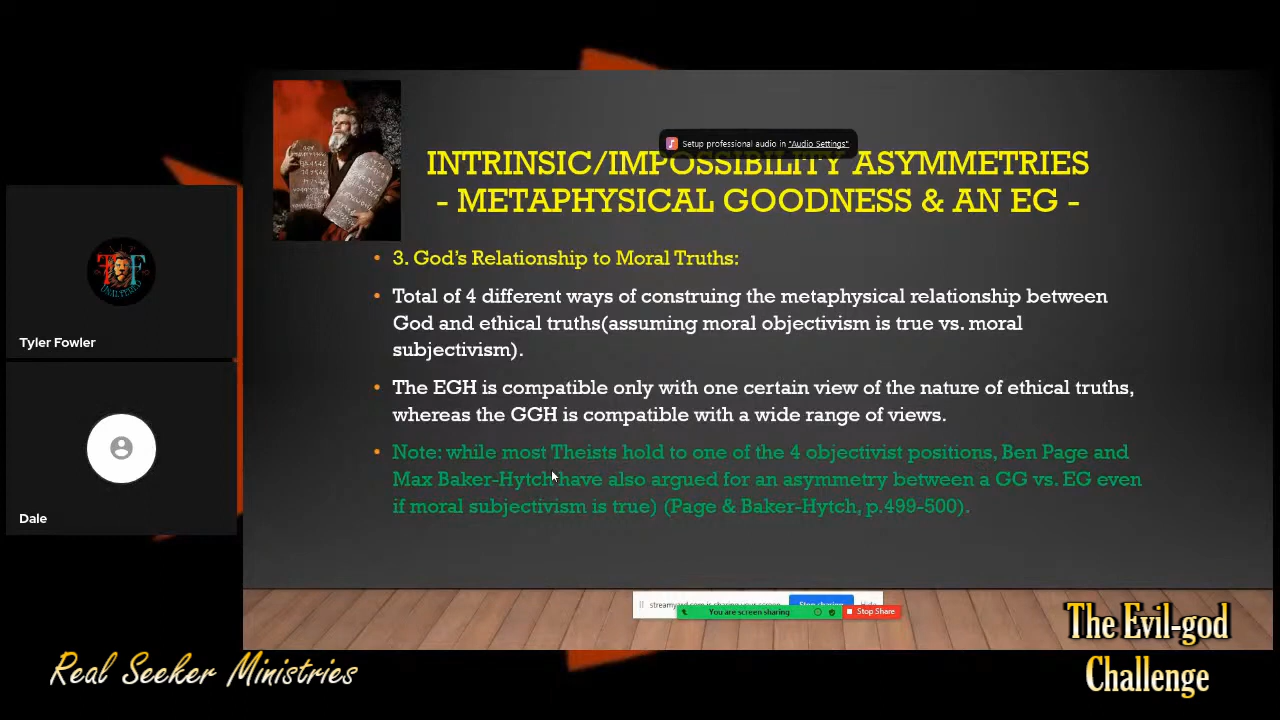 Setup professional audio in "Audio Settings"
INTRINSIC/IMPOSSIBILITY ASYMMETRIES
- METAPHYSICAL GOODNESS & AN EG -
• 3. God's Relationship to Moral Truths:
• Total of 4 different ways of construing the metaphysical relationship between
God and ethical truths(assuming moral objectivism is true vs. moral
subjectivism).
• The EGH is compatible only with one certain view of the nature of ethical truths,
whereas the GGH is compatible with a wide range of views.
• Note: while most Theists hold to one of the 4 objectivist positions, Ben Page and
Max Baker-Hytch have also argued for an asymmetry between a GG vs. EG even
if moral subjectivism is true) (Page & Baker-Hytch, p.499-500).
TF
UNALTERED
Tyler Fowler
Dale
You are screen sharing
Stop Share
Real Seeker Ministries
The Evil-god
Challenge